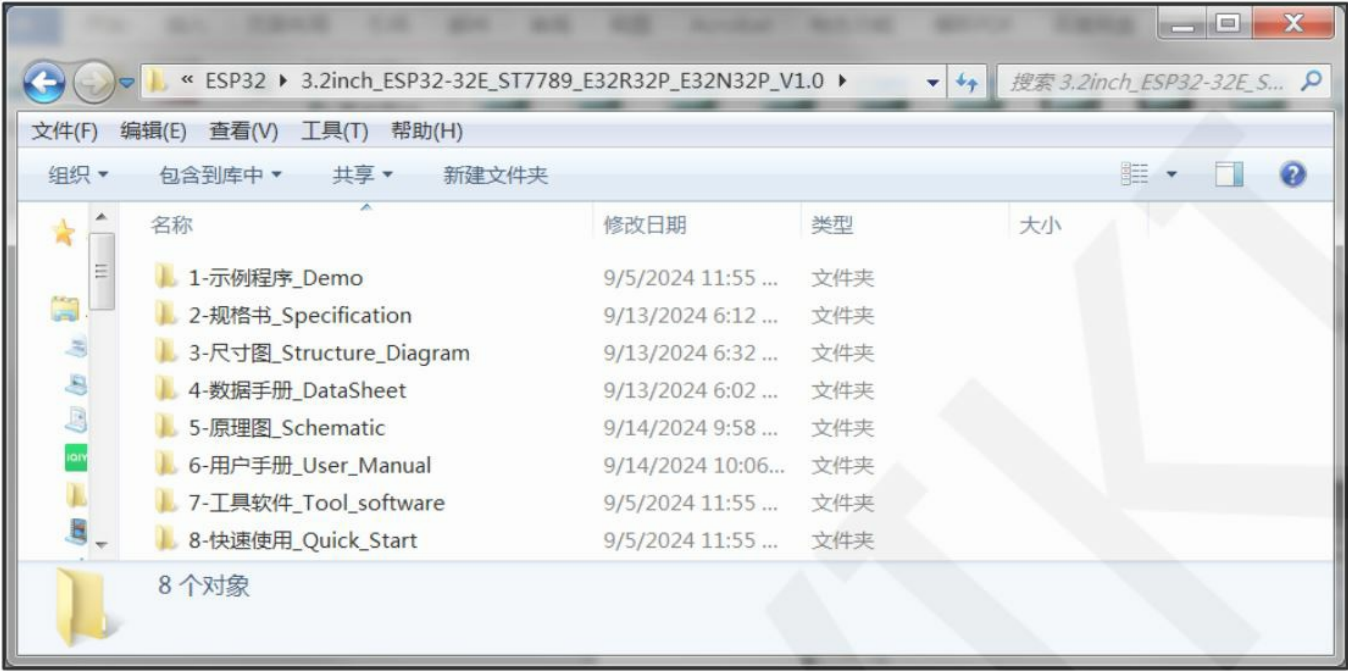 « ESP32 ▸ 3.2inch_ESP32-32E_ST7789_E32R32P_E32N32P_V1.0 ▸ 搜索 3.2inch_ESP32-32E_S...
文件(F) 编辑(E) 查看(V) 工具(T) 帮助(H)
组织 包含到库中 共享 新建文件夹
名称 修改日期 类型 大小
1-示例程序_Demo 9/5/2024 11:55 ... 文件夹
2-规格书_Specification 9/13/2024 6:12 ... 文件夹
3-尺寸图_Structure_Diagram 9/13/2024 6:32 ... 文件夹
4-数据手册_DataSheet 9/13/2024 6:02 ... 文件夹
5-原理图_Schematic 9/14/2024 9:58 ... 文件夹
6-用户手册_User_Manual 9/14/2024 10:06... 文件夹
7-工具软件_Tool_software 9/5/2024 11:55 ... 文件夹
8-快速使用_Quick_Start 9/5/2024 11:55 ... 文件夹
8 个对象